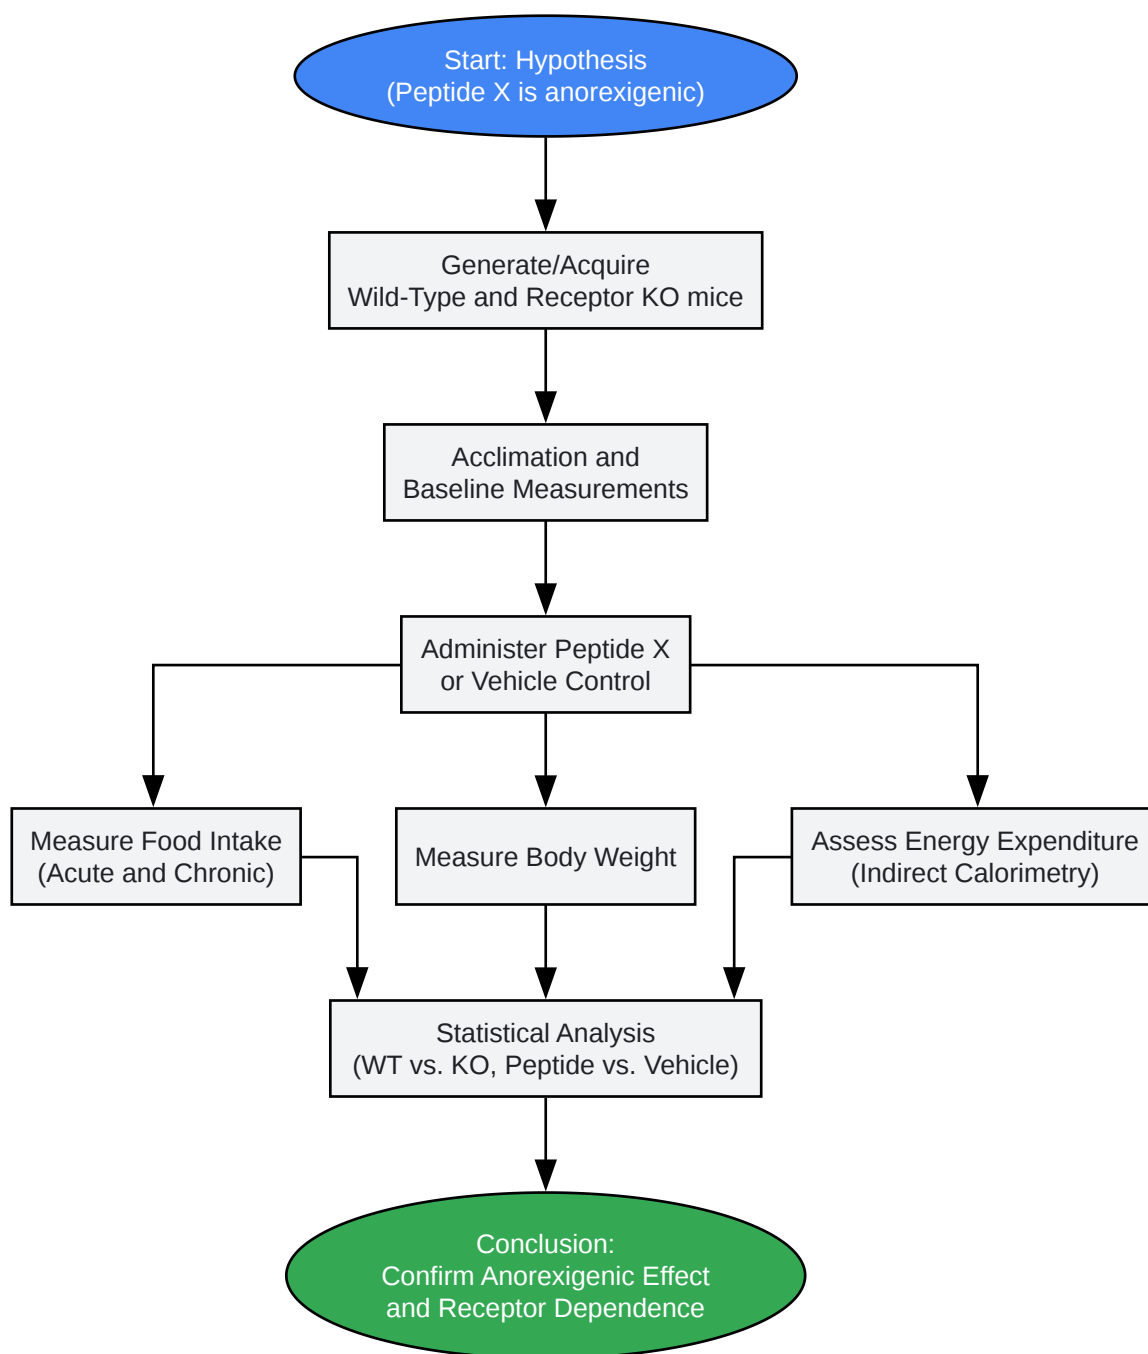 Start: Hypothesis
(Peptide X is anorexigenic)
Generate/Acquire
Wild-Type and Receptor KO mice
Acclimation and
Baseline Measurements
Administer Peptide X
or Vehicle Control
Measure Food Intake
(Acute and Chronic)
Measure Body Weight
Assess Energy Expenditure
(Indirect Calorimetry)
Statistical Analysis
(WT vs. KO, Peptide vs. Vehicle)
Conclusion:
Confirm Anorexigenic Effect
and Receptor Dependence